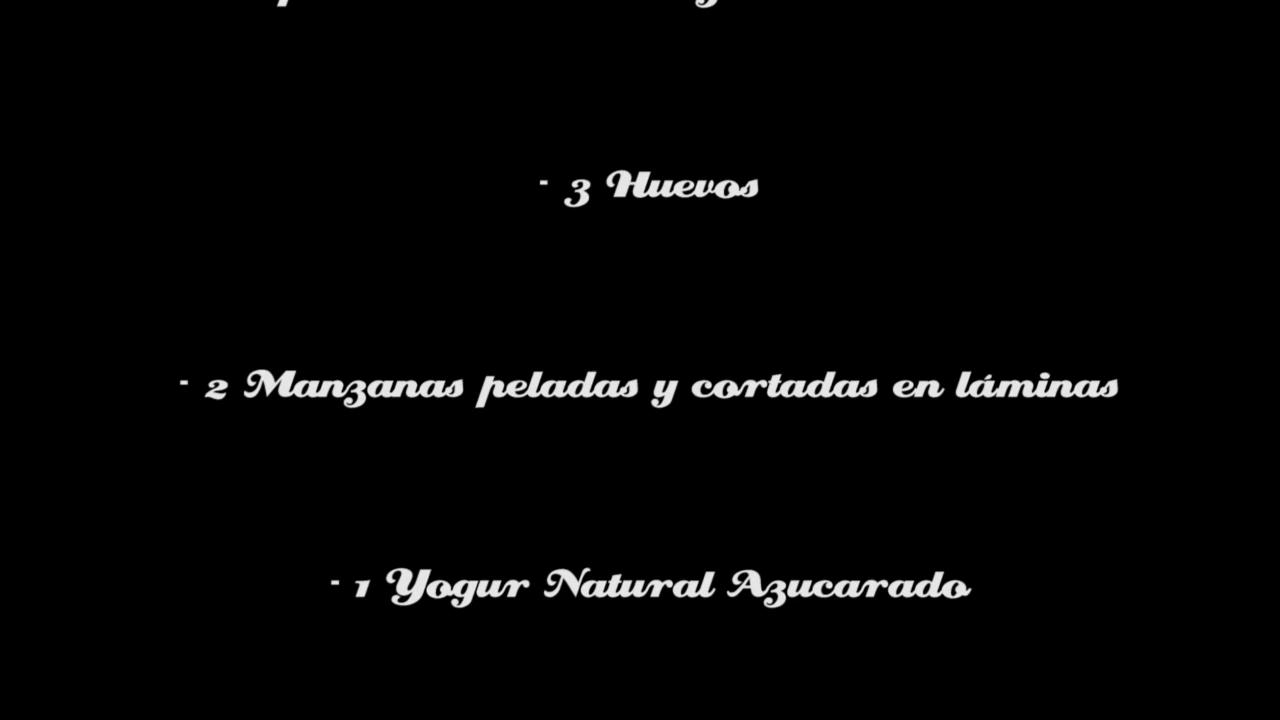 - 3 Huevos
- 2 Manzanas peladas y cortadas en láminas
- 1 Yogur Natural Azucarado